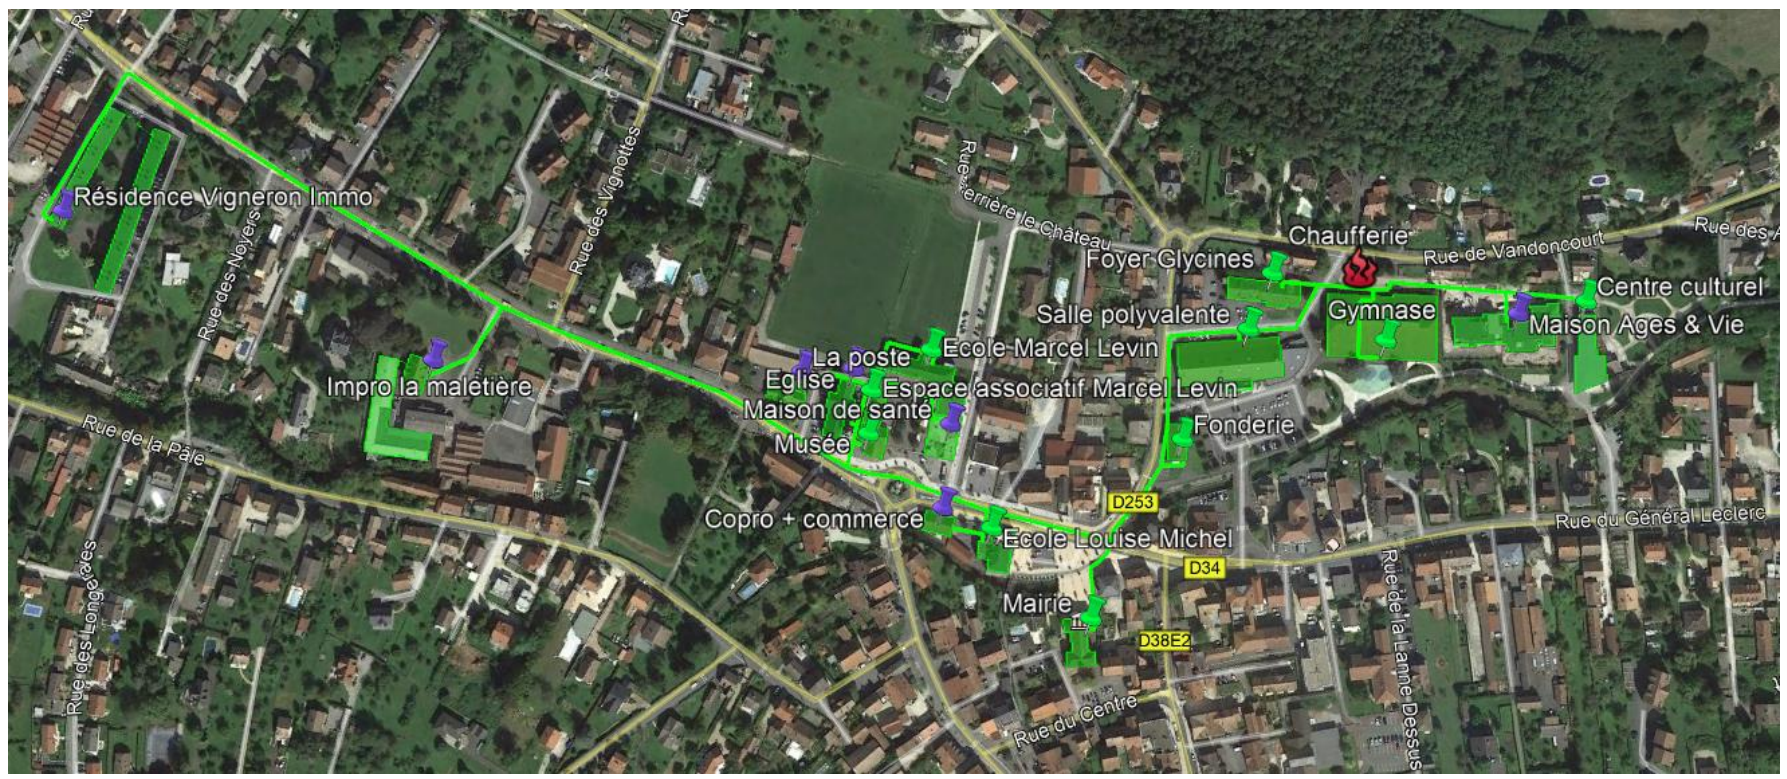 Résidence Vigneron Immo
Rue des Noyers
Rue des Vignottes
Rue
errière le Château
Chaufferie
Foyer Glycines
Rue de Vandoncourt
Rue des A
Centre culturel
Salle polyvalente
Gymnase
Maison Ages & Vie
La poste
Ecole Marcel Levin
Eglise
Espace associatif Marcel Levin
Impro la malétière
Maison de santé
Musée
Fonderie
Rue de la Pâle
Copro + commerce
D253
Ecole Louise Michel
Rue du Général Leclerc
D34
Mairie
D38E2
Rue du Centre
Rue de la Lanne Dessus
Rue des Longeraies